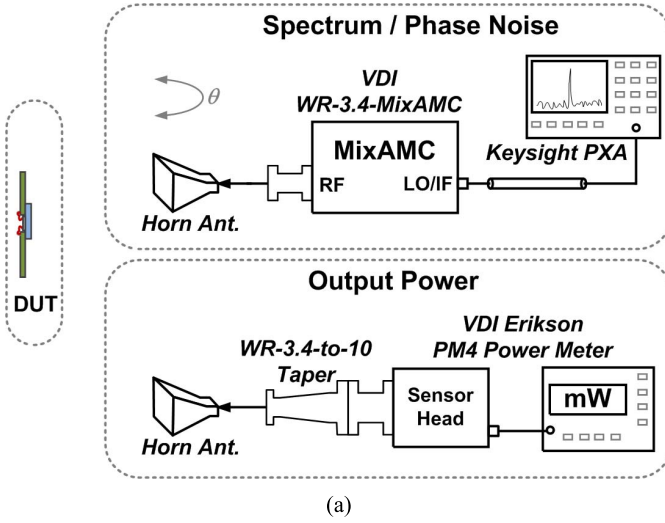 Spectrum / Phase Noise
θ
VDI
WR-3.4-MixAMC
MixAMC
RF
LO/IF
Keysight PXA
Horn Ant.
DUT
Output Power
WR-3.4-to-10
Taper
VDI Erikson
PM4 Power Meter
Sensor
Head
mW
Horn Ant.
(a)